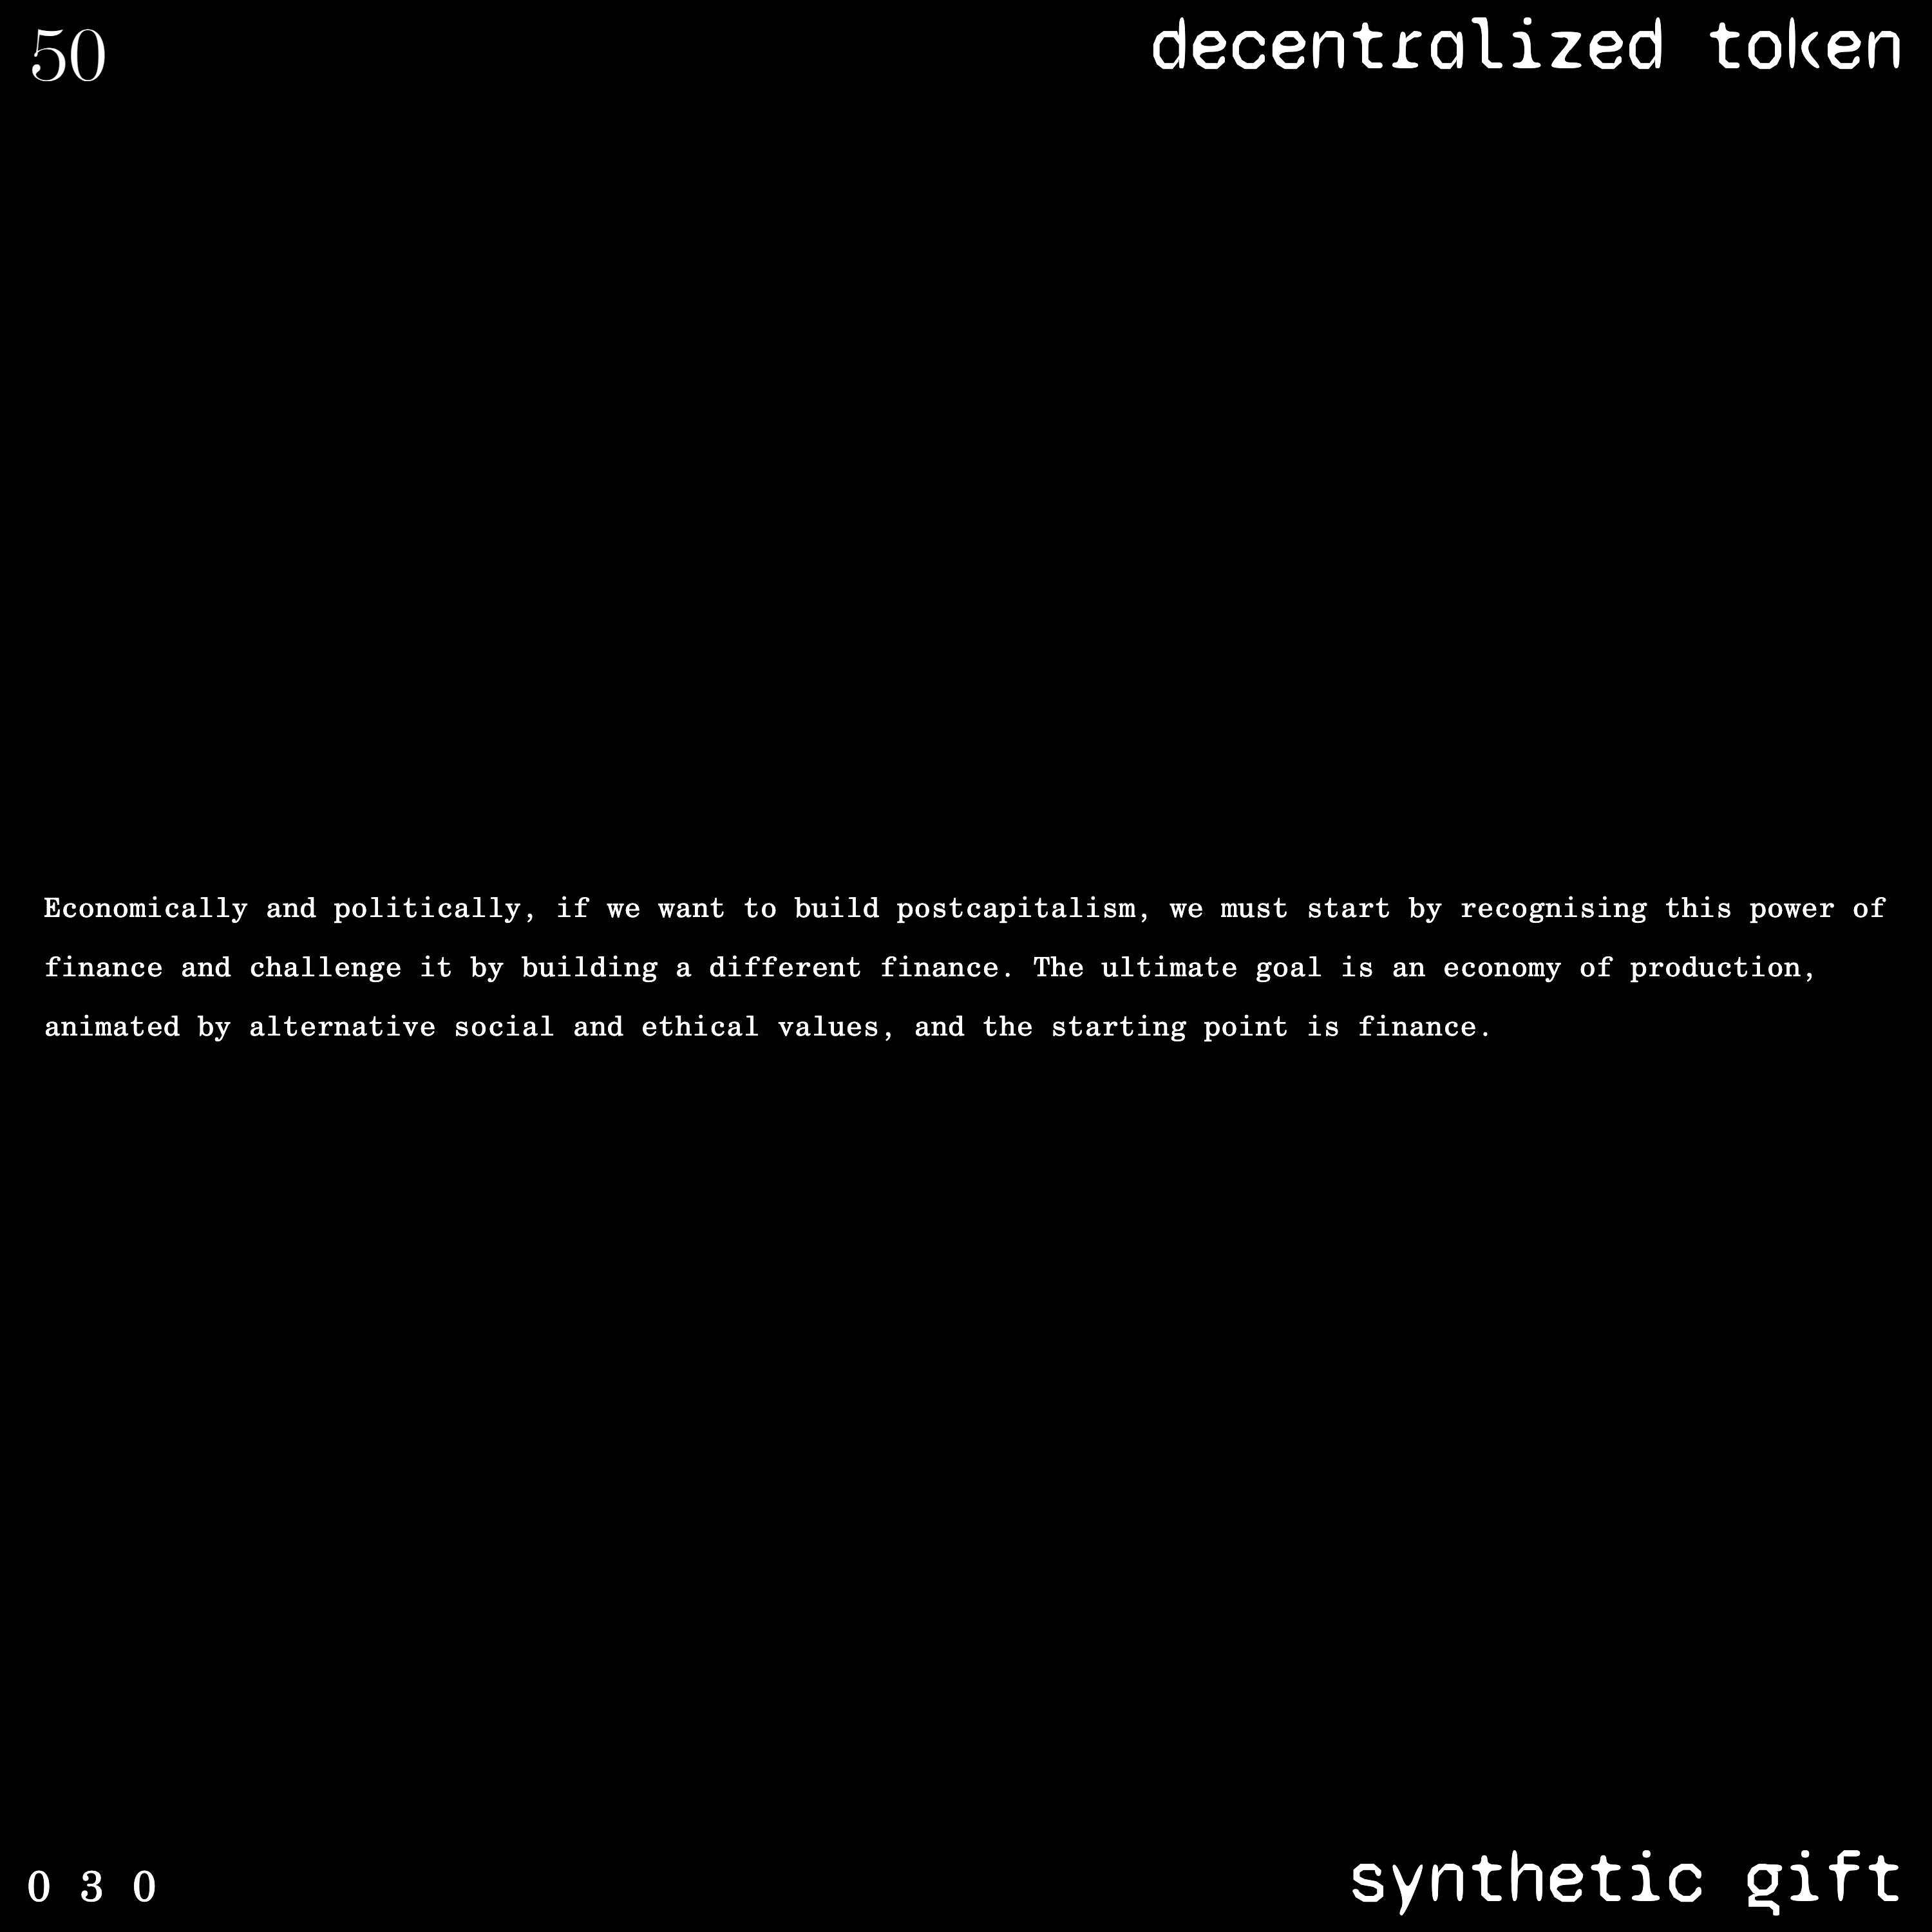 50
decentralized token
Economically and politically, if we want to build postcapitalism, we must start by recognising this power of
finance and challenge it by building a different finance. The ultimate goal is an economy of production,
animated by alternative social and ethical values, and the starting point is finance.
0 3 0
synthetic gift